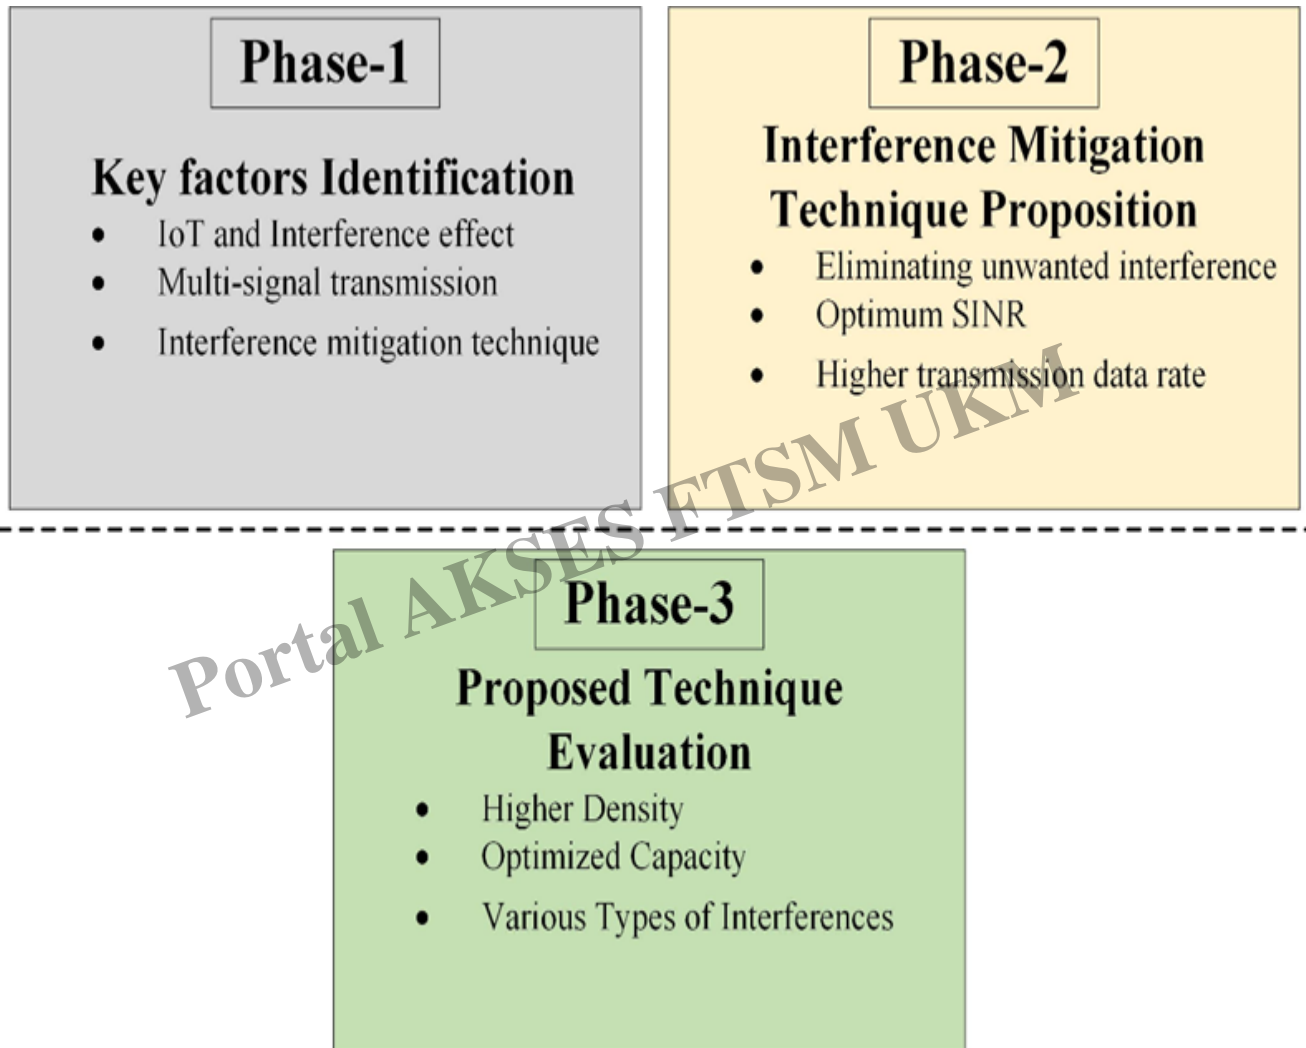 Phase-1
Key factors Identification
• IoT and Interference effect
• Multi-signal transmission
• Interference mitigation technique
Phase-2
Interference Mitigation
Technique Proposition
• Eliminating unwanted interference
• Optimum SINR
• Higher transmission data rate
Portal AKSES FTSM UKM
Phase-3
Proposed Technique
Evaluation
• Higher Density
• Optimized Capacity
• Various Types of Interferences